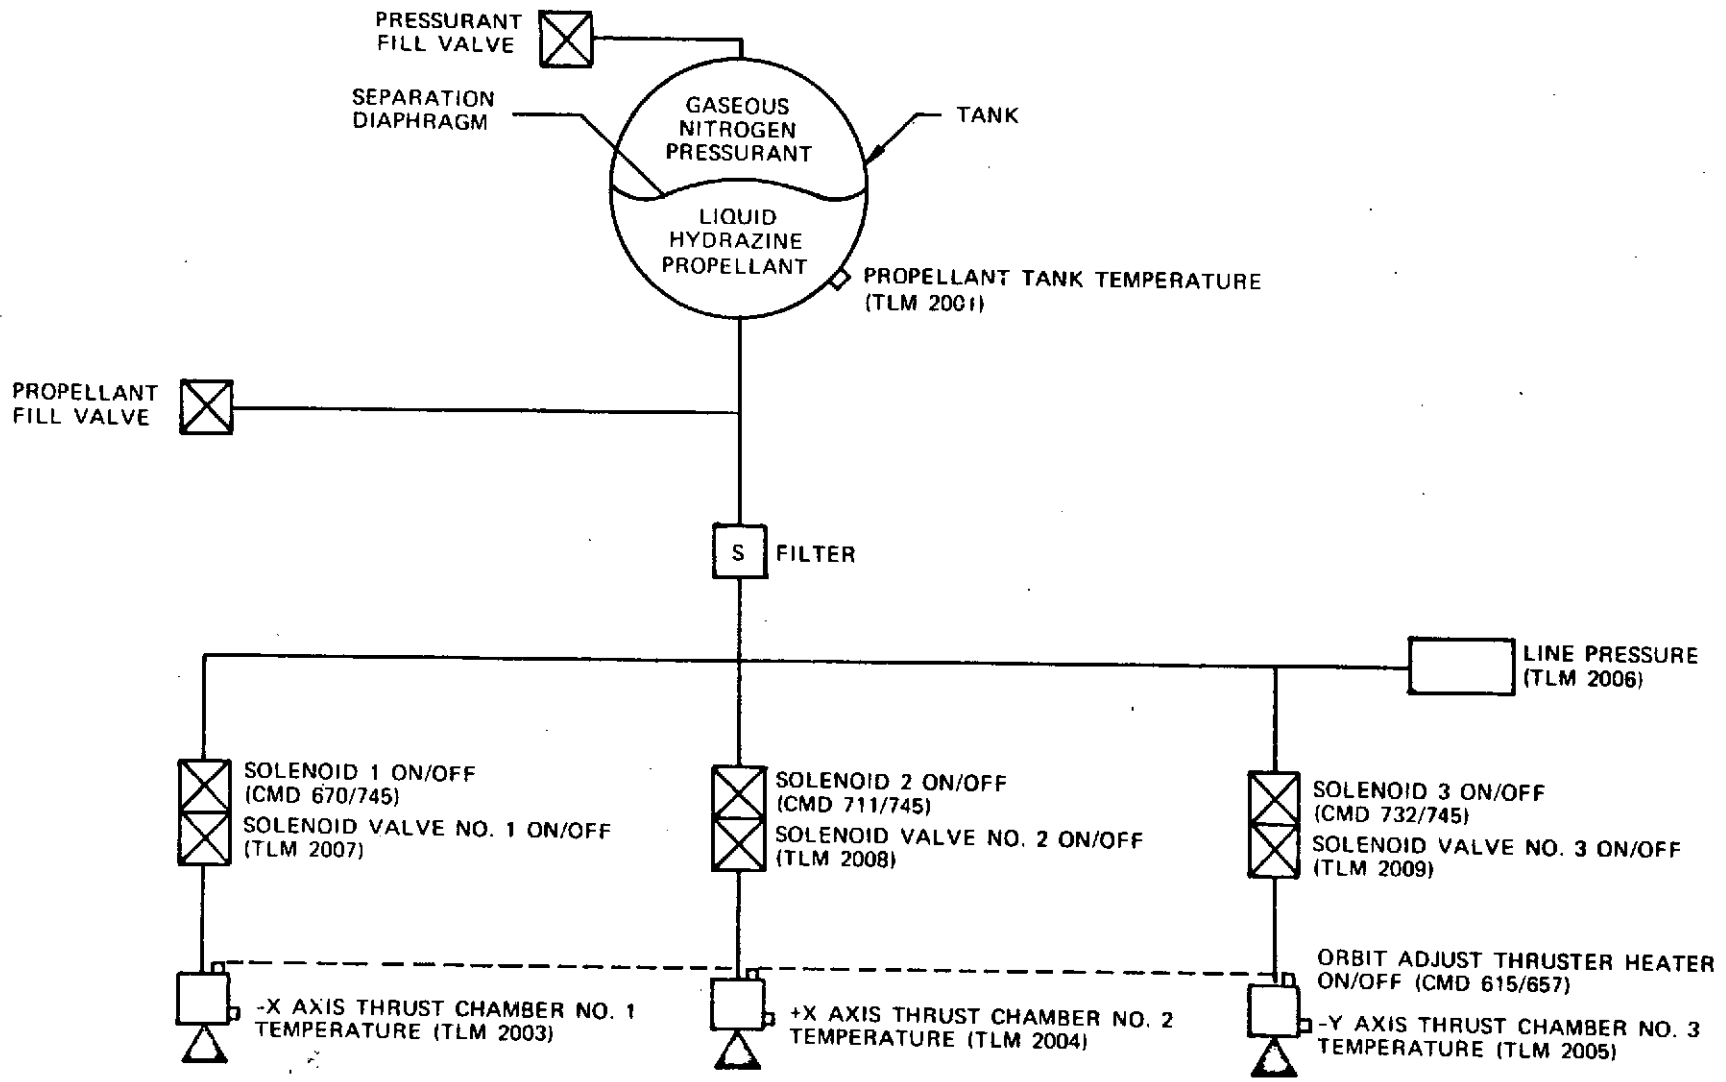 PRESSURANT
FILL VALVE
SEPARATION
DIAPHRAGM
GASEOUS
NITROGEN
PRESSURANT
TANK
LIQUID
HYDRAZINE
PROPELLANT
PROPELLANT TANK TEMPERATURE
(TLM 2001)
PROPELLANT
FILL VALVE
S
FILTER
LINE PRESSURE
(TLM 2006)
SOLENOID 1 ON/OFF
(CMD 670/745)
SOLENOID VALVE NO. 1 ON/OFF
(TLM 2007)
SOLENOID 2 ON/OFF
(CMD 711/745)
SOLENOID VALVE NO. 2 ON/OFF
(TLM 2008)
SOLENOID 3 ON/OFF
(CMD 732/745)
SOLENOID VALVE NO. 3 ON/OFF
(TLM 2009)
ORBIT ADJUST THRUSTER HEATER
ON/OFF (CMD 615/657)
-X AXIS THRUST CHAMBER NO. 1
TEMPERATURE (TLM 2003)
+X AXIS THRUST CHAMBER NO. 2
TEMPERATURE (TLM 2004)
-Y AXIS THRUST CHAMBER NO. 3
TEMPERATURE (TLM 2005)